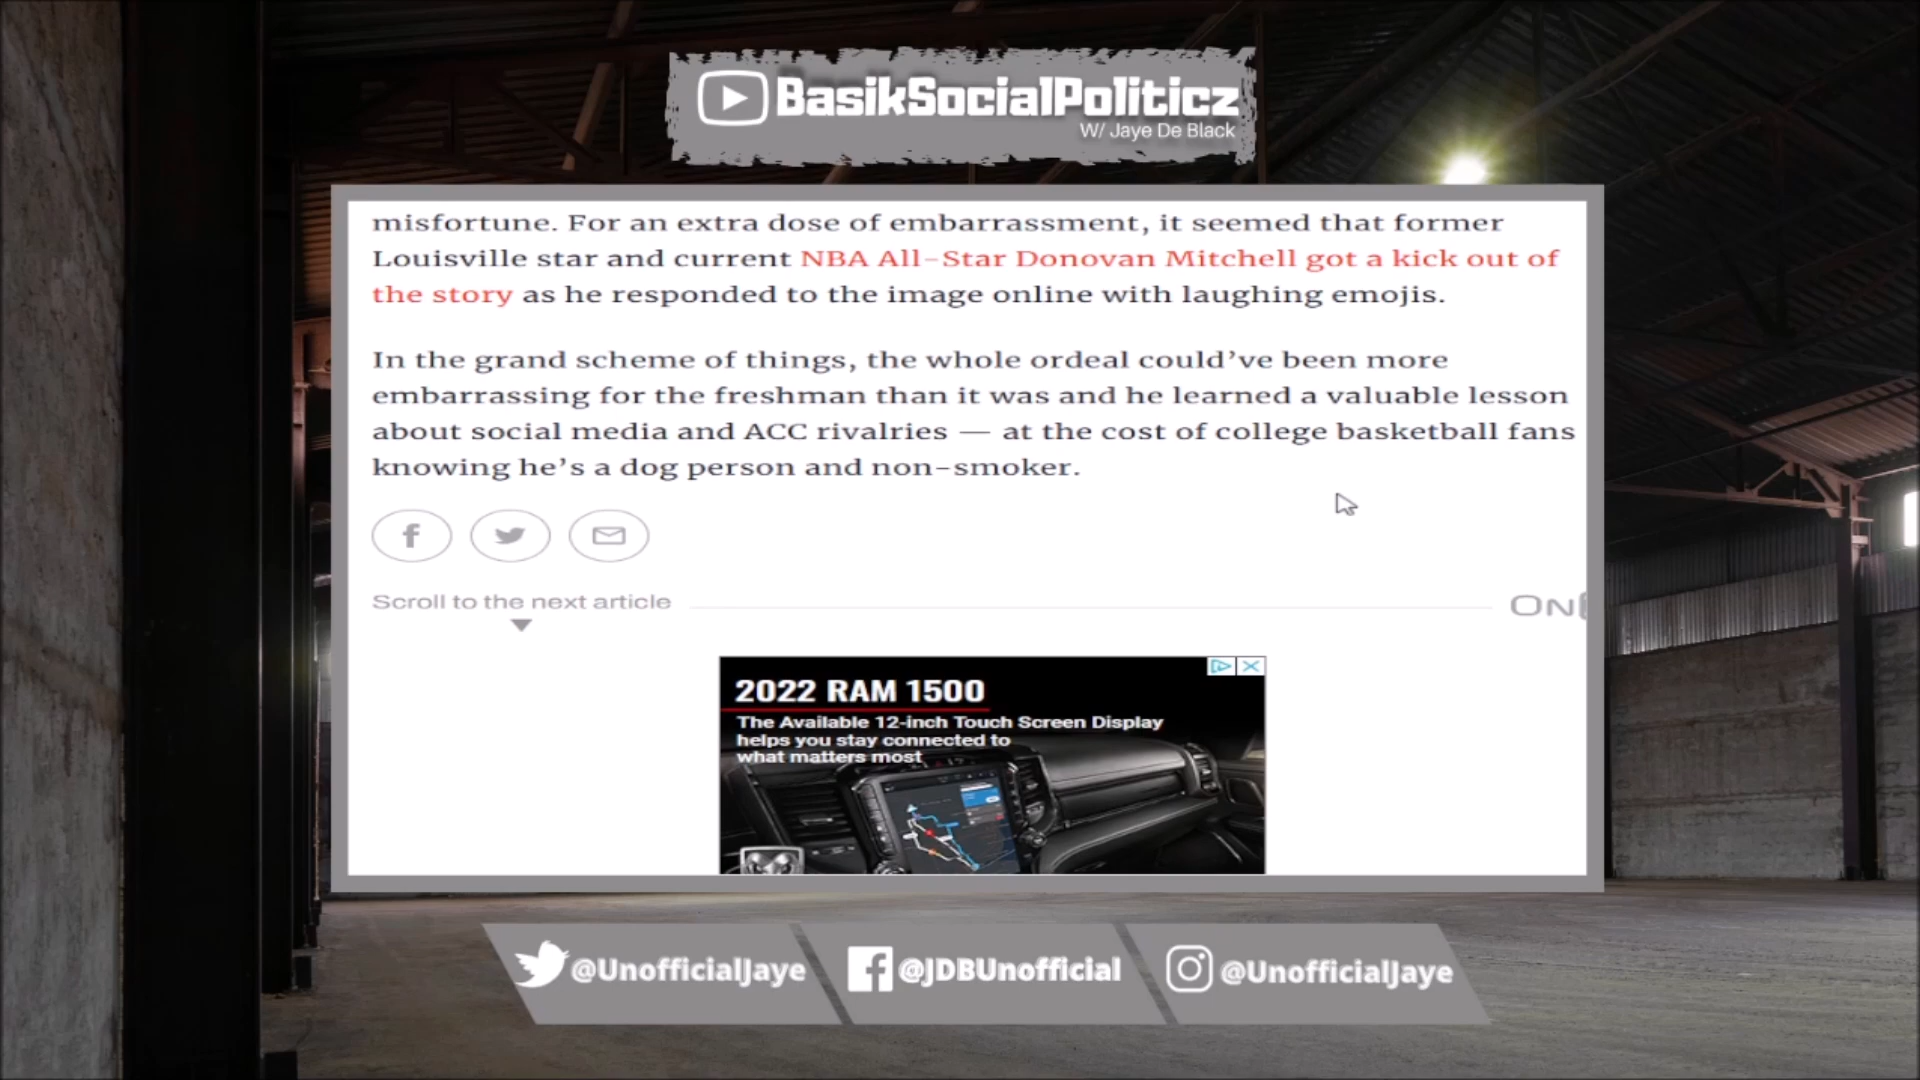 BasikSocialPoliticz
W/ Jaye De Black
misfortune. For an extra dose of embarrassment, it seemed that former
Louisville star and current NBA All-Star Donovan Mitchell got a kick out of
the story as he responded to the image online with laughing emojis.
In the grand scheme of things, the whole ordeal could've been more
embarrassing for the freshman than it was and he learned a valuable lesson
about social media and ACC rivalries — at the cost of college basketball fans
knowing he's a dog person and non-smoker.
Scroll to the next article
2022 RAM 1500
The Available 12-inch Touch Screen Display
helps you stay connected to
what matters most
@UnofficialJaye
@JDBUnofficial
@UnofficialJaye